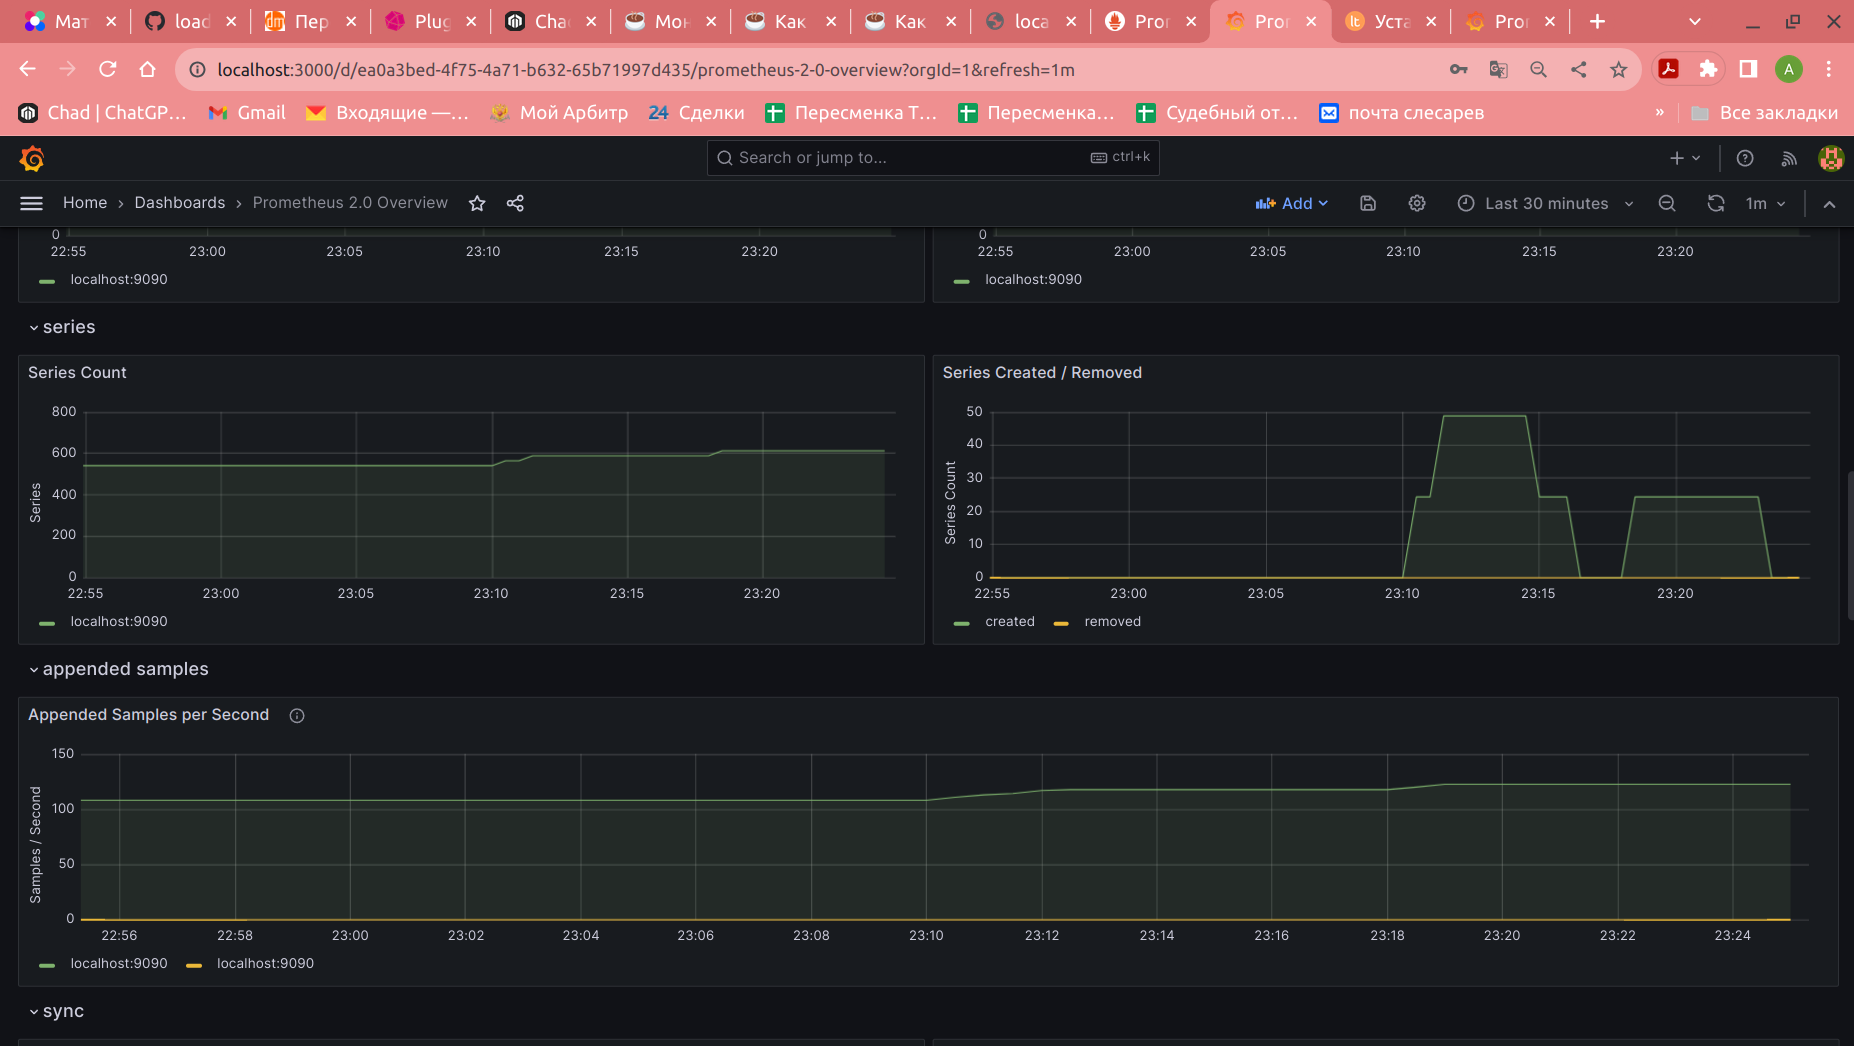 Мат load Пер Plug Chac Мон Как Как loca Pror Pror Уста Pror
localhost:3000/d/ea0a3bed-4f75-4a71-b632-65b71997d435/prometheus-2-0-overview?orgId=1&refresh=1m A
Chad | ChatGP... Gmail Входящие —... Мой Арбитр 24 Сделки Пересменка Т... Пересменка... Судебный от... почта слесарев » Все закладки
Search or jump to... ctrl+k
Home › Dashboards › Prometheus 2.0 Overview Add Last 30 minutes 1m
0
22:55 23:00 23:05 23:10 23:15 23:20
localhost:9090
0
22:55 23:00 23:05 23:10 23:15 23:20
localhost:9090
series
Series Count
Series
800
600
400
200
0
22:55 23:00 23:05 23:10 23:15 23:20
localhost:9090
Series Created / Removed
Series Count
50
40
30
20
10
0
22:55 23:00 23:05 23:10 23:15 23:20
created removed
appended samples
Appended Samples per Second
Samples / Second
150
100
50
0
22:56 22:58 23:00 23:02 23:04 23:06 23:08 23:10 23:12 23:14 23:16 23:18 23:20 23:22 23:24
localhost:9090 localhost:9090
sync